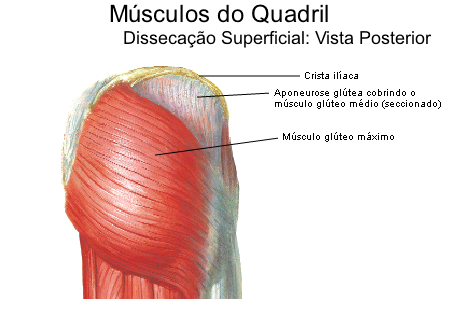 Músculos do Quadril
Dissecação Superficial: Vista Posterior
Crista ilíaca
Aponeurose glútea cobrindo o
músculo glúteo médio (seccionado)
Músculo glúteo máximo